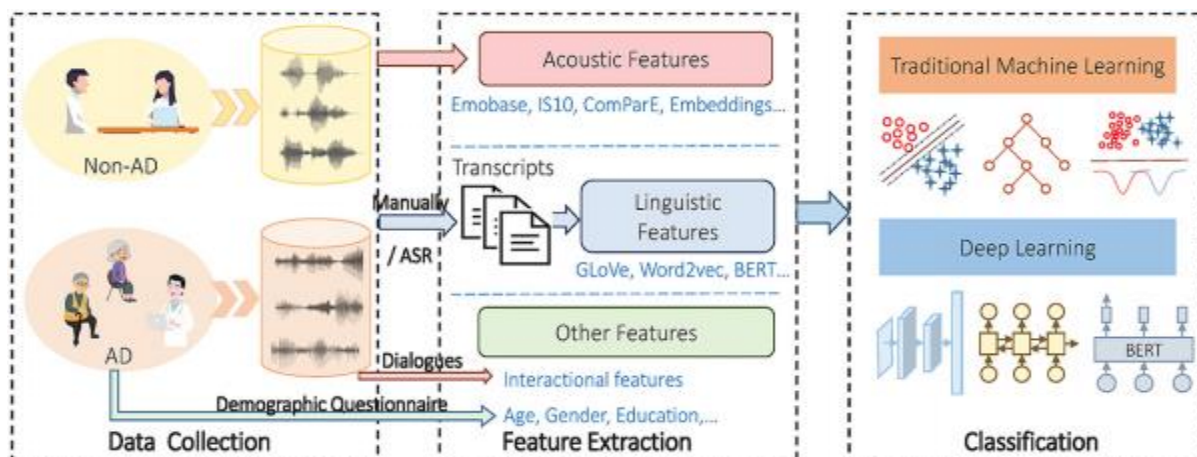 Non-AD
AD
Data Collection
Manually
/ ASR
Dialogues
Demographic Questionnaire
Acoustic Features
Emobase, IS10, ComParE, Embeddings...
Transcripts
Linguistic
Features
GLoVe, Word2vec, BERT...
Other Features
Interactional features
Age, Gender, Education,...
Feature Extraction
Traditional Machine Learning
Deep Learning
BERT
Classification